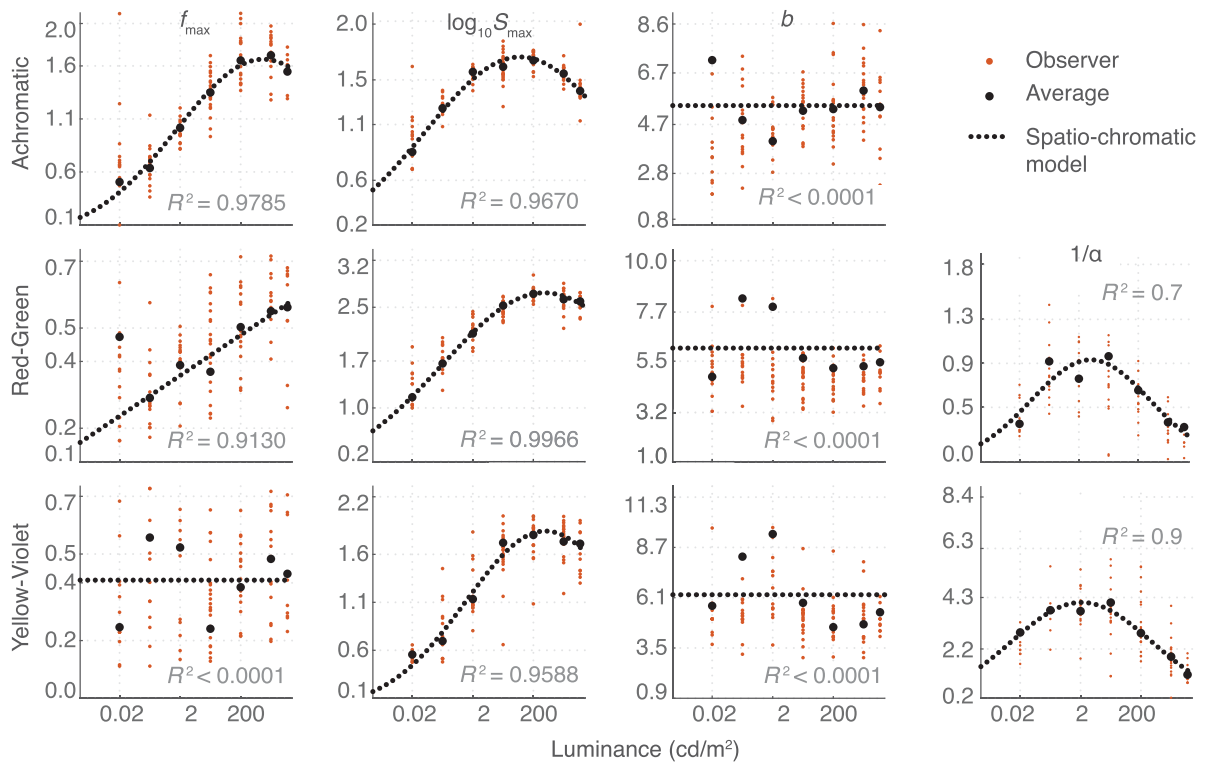 f max
log10 Smax
b
Achromatic
2.0
1.6
1.1
0.6
0.1
R² = 0.9785
2.0
1.5
1.1
0.6
0.2
R² = 0.9670
8.6
6.7
4.7
2.8
0.8
R² < 0.0001
Observer
Average
Spatio-chromatic
model
Red-Green
0.7
0.5
0.4
0.2
0.1
R² = 0.9130
3.2
2.5
1.7
1.0
0.2
R² = 0.9966
10.0
7.7
5.5
3.2
1.0
R² < 0.0001
1/α
1.8
1.3
0.9
0.5
0.0
R² = 0.7
Yellow-Violet
0.7
0.5
0.4
0.2
0.0
R² < 0.0001
2.2
1.6
1.1
0.6
0.1
R² = 0.9588
11.3
8.7
6.1
3.5
0.9
R² < 0.0001
8.4
6.3
4.3
2.2
0.2
R² = 0.9
0.02 2 200
0.02 2 200
0.02 2 200
0.02 2 200
Luminance (cd/m²)